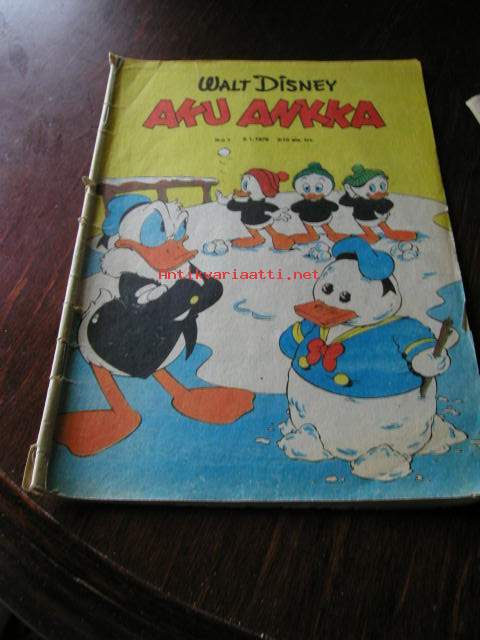 WALT DISNEY
AKU ANKKA
Antikvariaatti.net